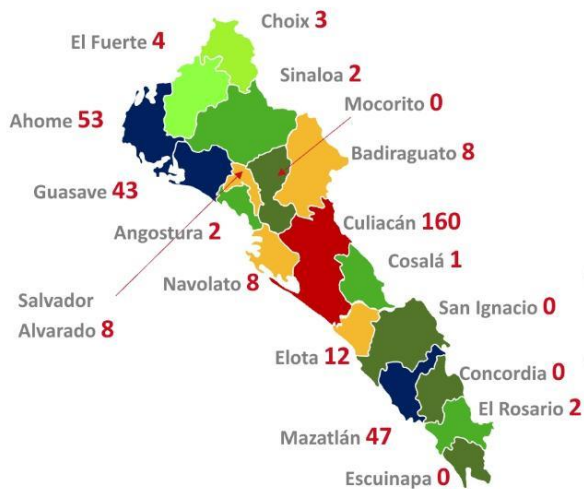 Choix 3
El Fuerte 4
Sinaloa 2
Mocorito 0
Ahome 53
Badiraguato 8
Guasave 43
Culiacán 160
Angostura 2
Cosalá 1
Navolato 8
Salvador
Alvarado 8
San Ignacio 0
Elota 12
Concordia 0
El Rosario 2
Mazatlán 47
Escuinapa 0